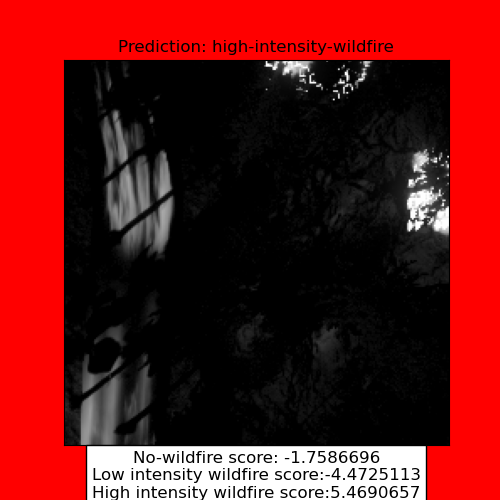 Prediction: high-intensity-wildfire
No-wildfire score: -1.7586696
Low intensity wildfire score:-4.4725113
High intensity wildfire score:5.4690657